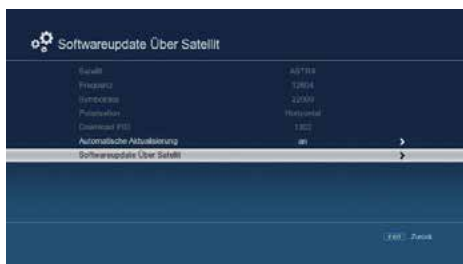 Softwareupdate Über Satellit
Satellit ASTRA
Frequenz 12604
Symbolrate 22000
Polarisation Horizontal
Download PID
Automatische Aktualisierung an
Softwareupdate Über Satellit
Exit Zurück